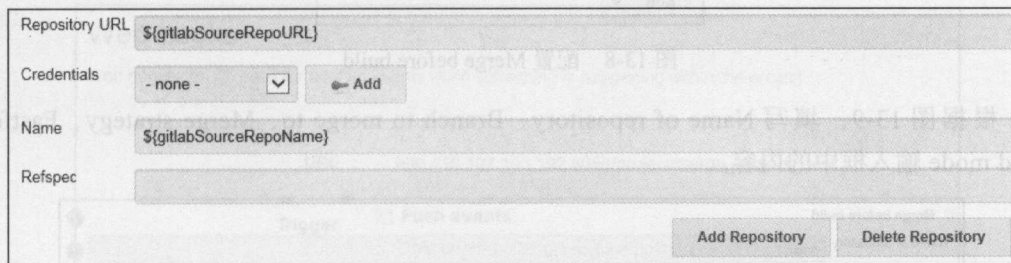 Repository URL ${gitlabSourceRepoURL}
Credentials - none - Add
Name ${gitlabSourceRepoName}
Refspec
Add Repository Delete Repository